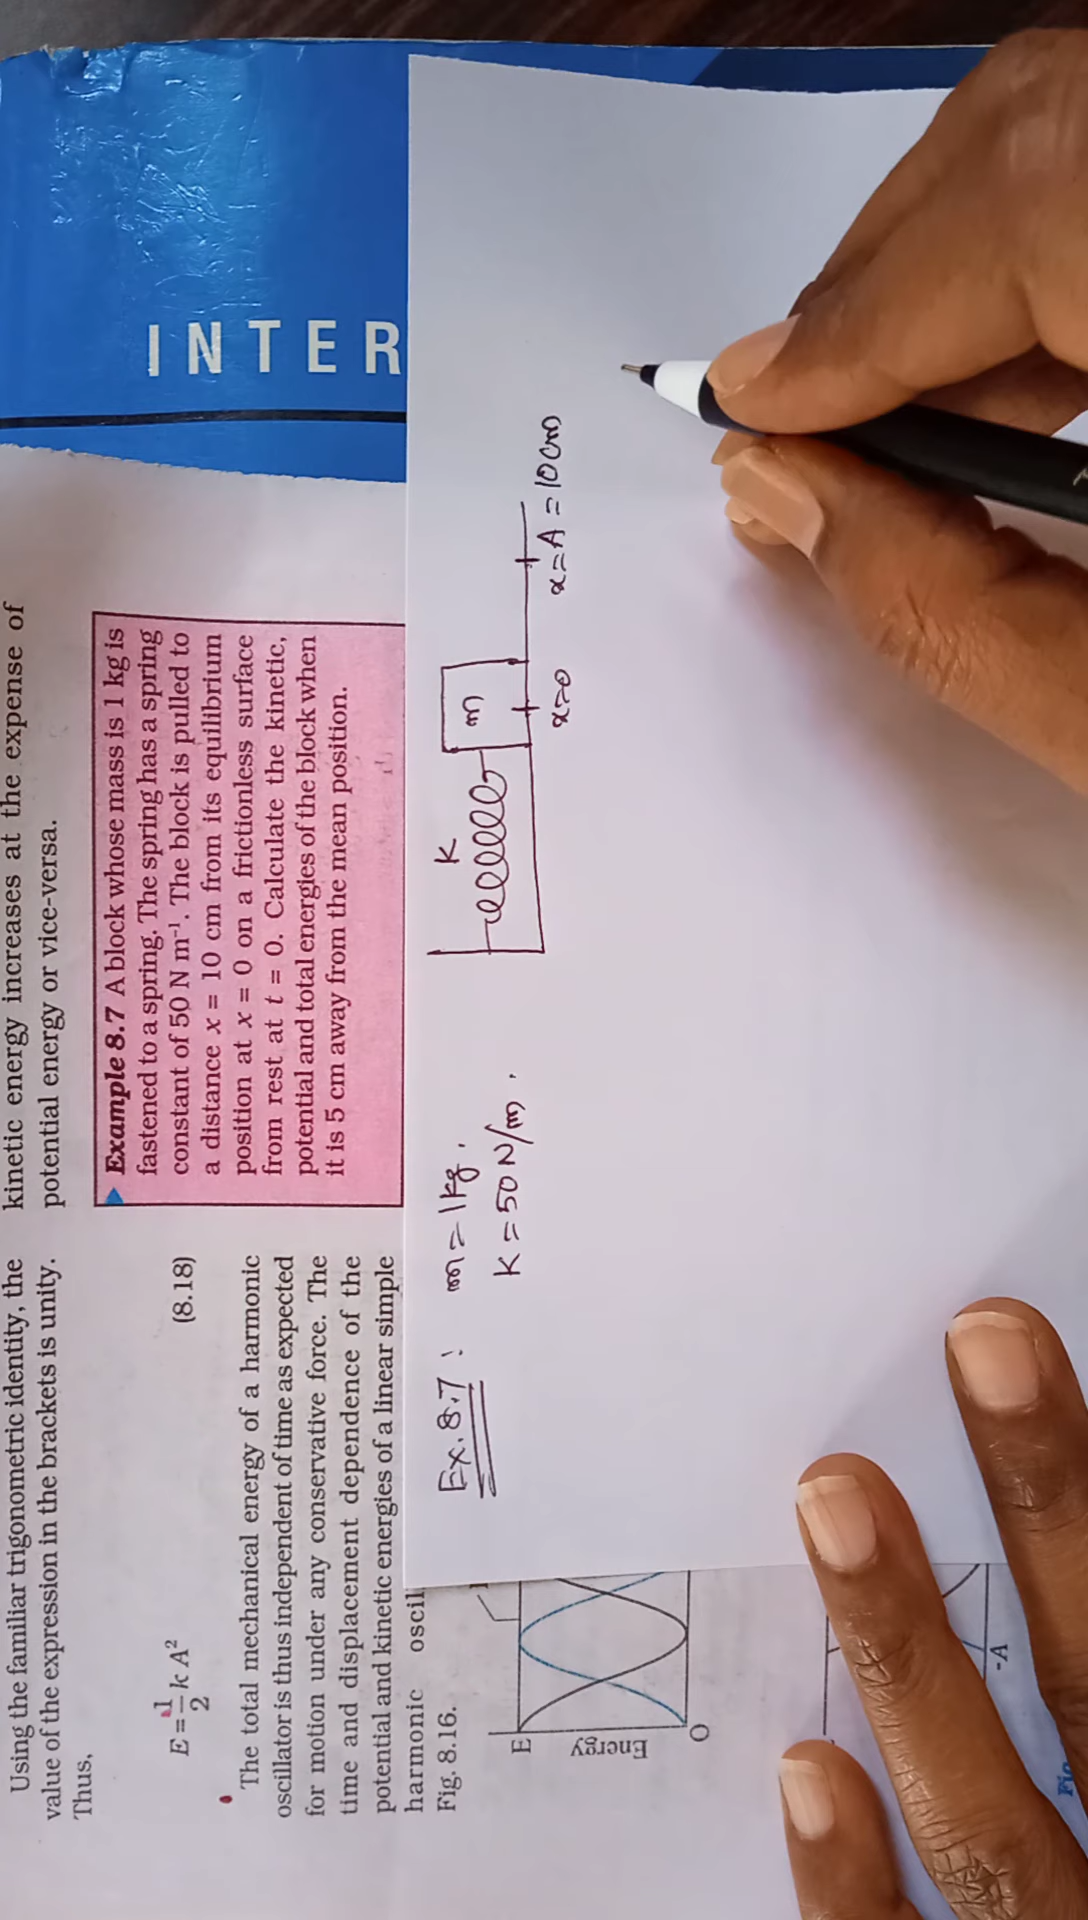 Using the familiar trigonometric identity, the
value of the expression in the brackets is unity.
Thus,
E = 1/2 k A² (8.18)
The total mechanical energy of a harmonic
oscillator is thus independent of time as expected
for motion under any conservative force. The
time and displacement dependence of the
potential and kinetic energies of a linear simple
harmonic oscil
Fig. 8.16.
E
Energy
O
-A
Fig
kinetic energy increases at the expense of
potential energy or vice-versa.
Example 8.7 A block whose mass is 1 kg is
fastened to a spring. The spring has a spring
constant of 50 N m⁻¹. The block is pulled to
a distance x = 10 cm from its equilibrium
position at x = 0 on a frictionless surface
from rest at t = 0. Calculate the kinetic,
potential and total energies of the block when
it is 5 cm away from the mean position.
INTER
Ex. 8.7 : m = 1 kg.
K = 50 N/m.
K
m
x=0 x=A=10cm